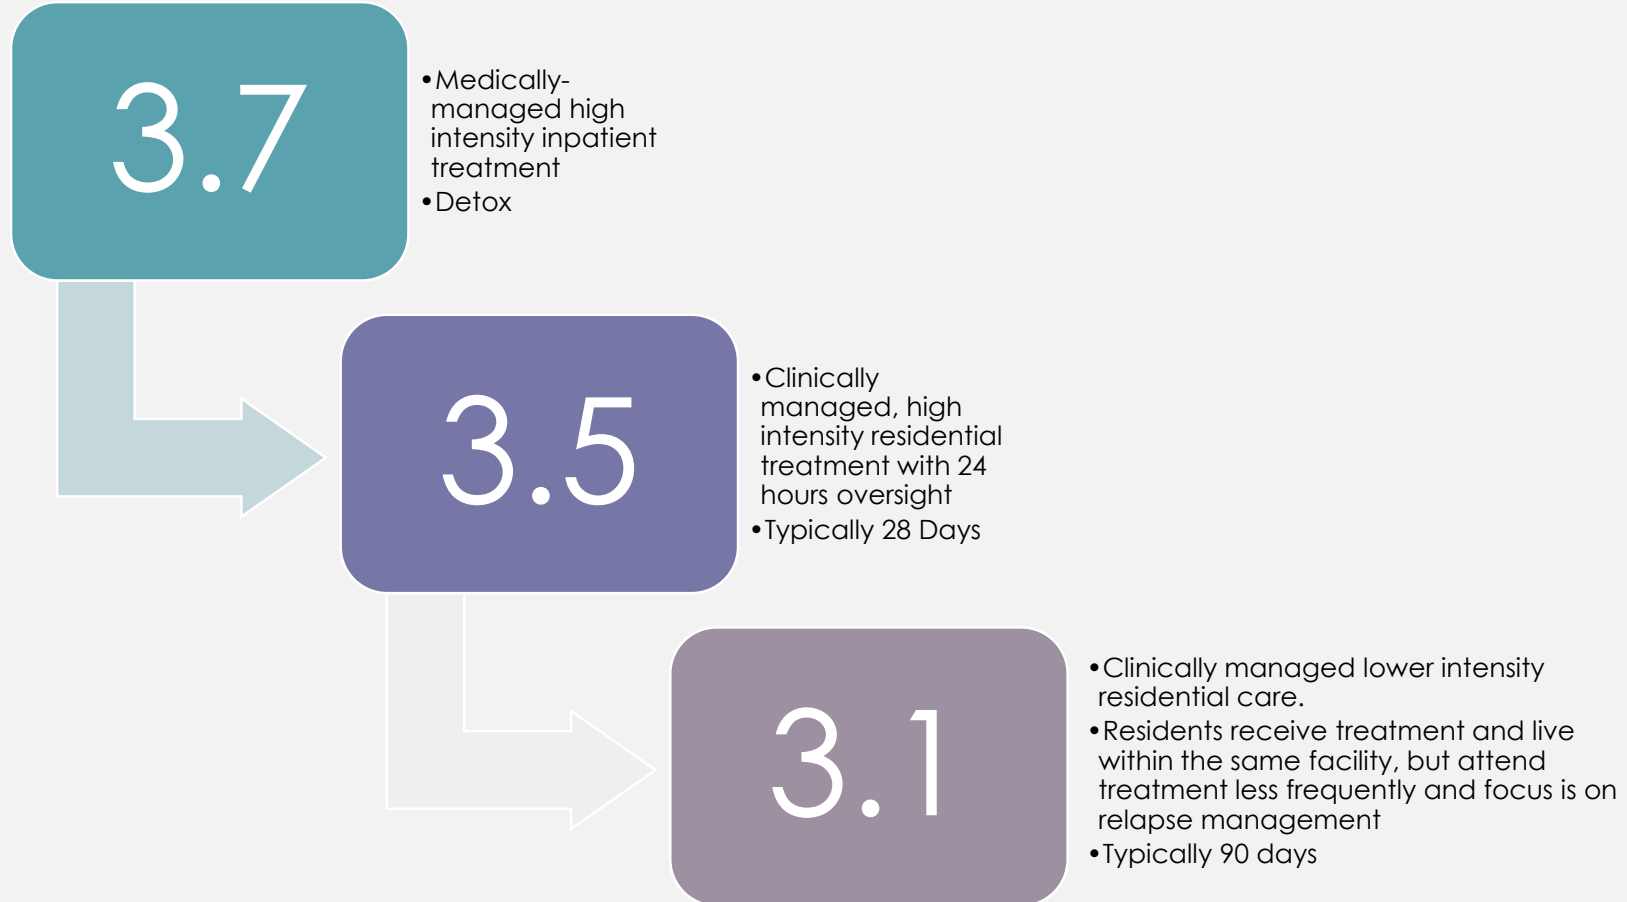 3.7
•Medically-
managed high
intensity inpatient
treatment
•Detox
3.5
•Clinically
managed, high
intensity residential
treatment with 24
hours oversight
•Typically 28 Days
3.1
•Clinically managed lower intensity
residential care.
•Residents receive treatment and live
within the same facility, but attend
treatment less frequently and focus is on
relapse management
•Typically 90 days